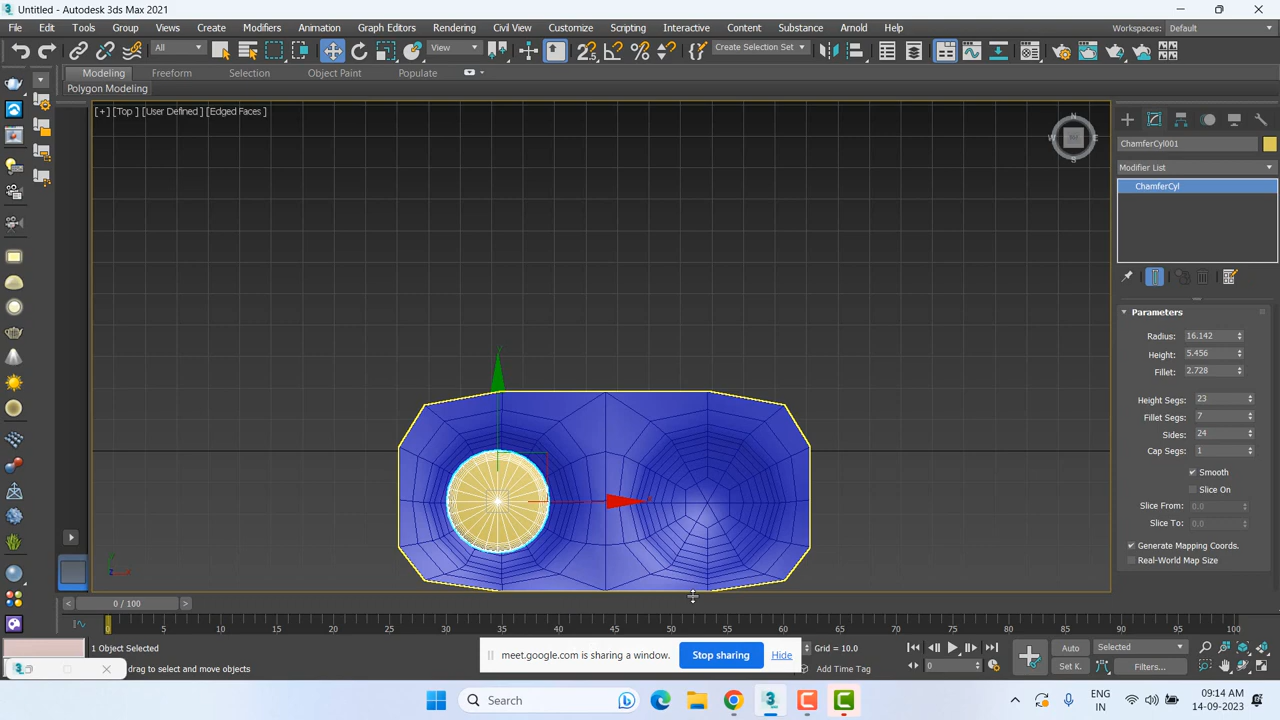 Untitled - Autodesk 3ds Max 2021
File Edit Tools Group Views Create Modifiers Animation Graph Editors Rendering Civil View Customize Scripting Interactive Content Substance Arnold Help Workspaces: Default
All View Create Selection Set
Modeling Freeform Selection Object Paint Populate
Polygon Modeling
[+] [Top ] [User Defined ] [Edged Faces ]
N
W E
S
ChamferCyl001
Modifier List
ChamferCyl
Parameters
Radius: 16.142
Height: 5.456
Fillet: 2.728
Height Segs: 23
Fillet Segs: 7
Sides: 24
Cap Segs: 1
Smooth
Slice On
Slice From: 0.0
Slice To: 0.0
Generate Mapping Coords.
Real-World Map Size
0 / 100
0 5 10 15 20 25 30 35 40 45 50 55 60 65 70 75 80 85 90 95 100
1 Object Selected
drag to select and move objects
meet.google.com is sharing a window. Stop sharing Hide
Grid = 10.0
Add Time Tag
0
Auto Selected
Set K. Filters...
Search
ENG
IN
09:14 AM
14-09-2023